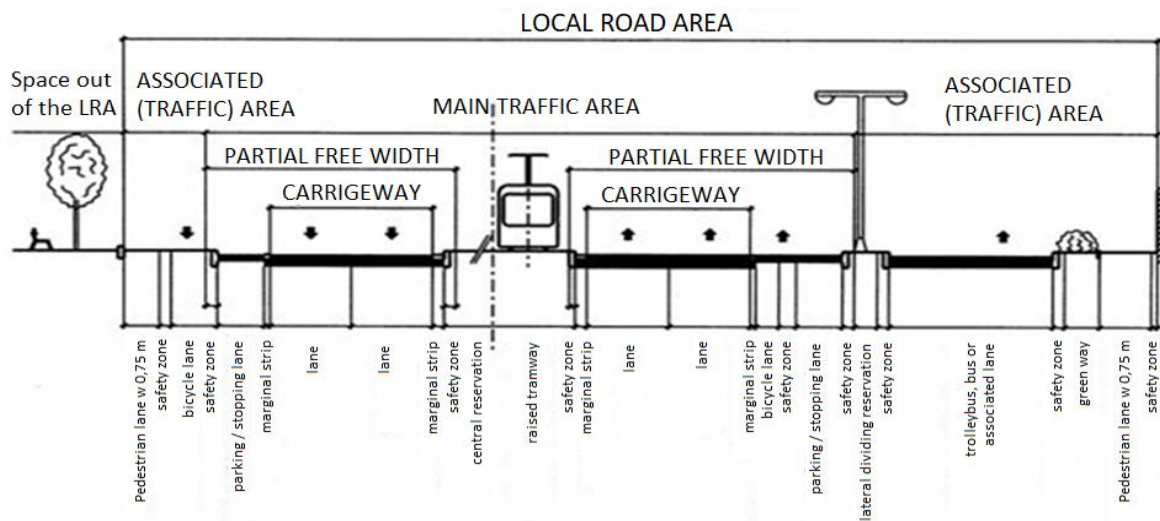 LOCAL ROAD AREA
Space out
of the LRA
ASSOCIATED
(TRAFFIC) AREA
MAIN TRAFFIC AREA
ASSOCIATED
(TRAFFIC) AREA
PARTIAL FREE WIDTH
PARTIAL FREE WIDTH
CARRIGEWAY
CARRIGEWAY
Pedestrian lane w 0,75 m
safety zone
bicycle lane
safety zone
parking / stopping lane
marginal strip
lane
lane
marginal strip
safety zone
central reservation
raised tramway
safety zone
marginal strip
lane
lane
marginal strip
bicycle lane
safety zone
parking / stopping lane
safety zone
lateral dividing reservation
safety zone
trolleybus, bus or
associated lane
safety zone
green way
Pedestrian lane w 0,75 m
safety zone